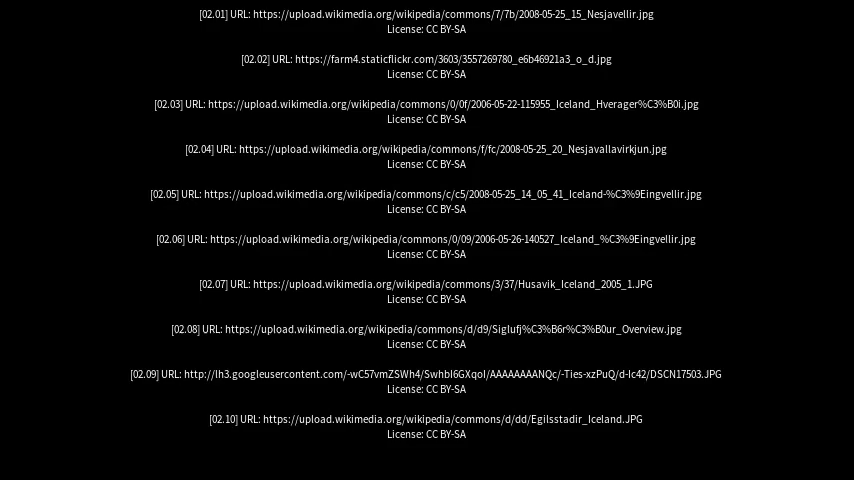 [02.01] URL: https://upload.wikimedia.org/wikipedia/commons/7/7b/2008-05-25_15_Nesjavellir.jpg
License: CC BY-SA
[02.02] URL: https://farm4.staticflickr.com/3603/3557269780_e6b46921a3_o_d.jpg
License: CC BY-SA
[02.03] URL: https://upload.wikimedia.org/wikipedia/commons/0/0f/2006-05-22-115955_Iceland_Hverager%C3%B0i.jpg
License: CC BY-SA
[02.04] URL: https://upload.wikimedia.org/wikipedia/commons/f/fc/2008-05-25_20_Nesjavallavirkjun.jpg
License: CC BY-SA
[02.05] URL: https://upload.wikimedia.org/wikipedia/commons/c/c5/2008-05-25_14_05_41_Iceland-%C3%9Eingvellir.jpg
License: CC BY-SA
[02.06] URL: https://upload.wikimedia.org/wikipedia/commons/0/09/2006-05-26-140527_Iceland_%C3%9Eingvellir.jpg
License: CC BY-SA
[02.07] URL: https://upload.wikimedia.org/wikipedia/commons/3/37/Husavik_Iceland_2005_1.JPG
License: CC BY-SA
[02.08] URL: https://upload.wikimedia.org/wikipedia/commons/d/d9/Siglufj%C3%B6r%C3%B0ur_Overview.jpg
License: CC BY-SA
[02.09] URL: http://lh3.googleusercontent.com/-wC57vmZSWh4/SwhbI6GXqoI/AAAAAAAANQc/-Ties-xzPuQ/d-Ic42/DSCN17503.JPG
License: CC BY-SA
[02.10] URL: https://upload.wikimedia.org/wikipedia/commons/d/dd/Egilsstadir_Iceland.JPG
License: CC BY-SA